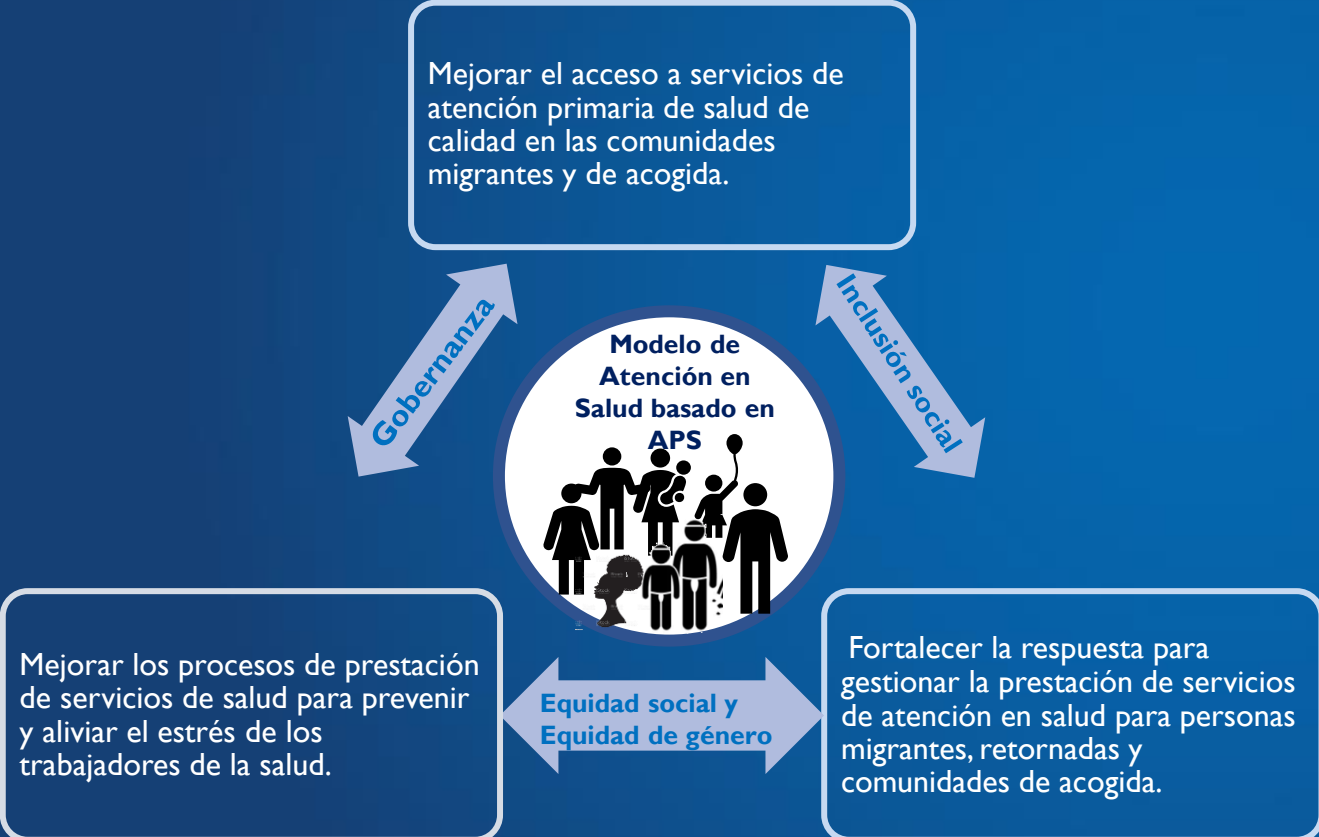 Mejorar el acceso a servicios de
atención primaria de salud de
calidad en las comunidades
migrantes y de acogida.
Gobernanza
Inclusión social
Modelo de
Atención en
Salud basado en
APS
Mejorar los procesos de prestación
de servicios de salud para prevenir
y aliviar el estrés de los
trabajadores de la salud.
Equidad social y
Equidad de género
Fortalecer la respuesta para
gestionar la prestación de servicios
de atención en salud para personas
migrantes, retornadas y
comunidades de acogida.